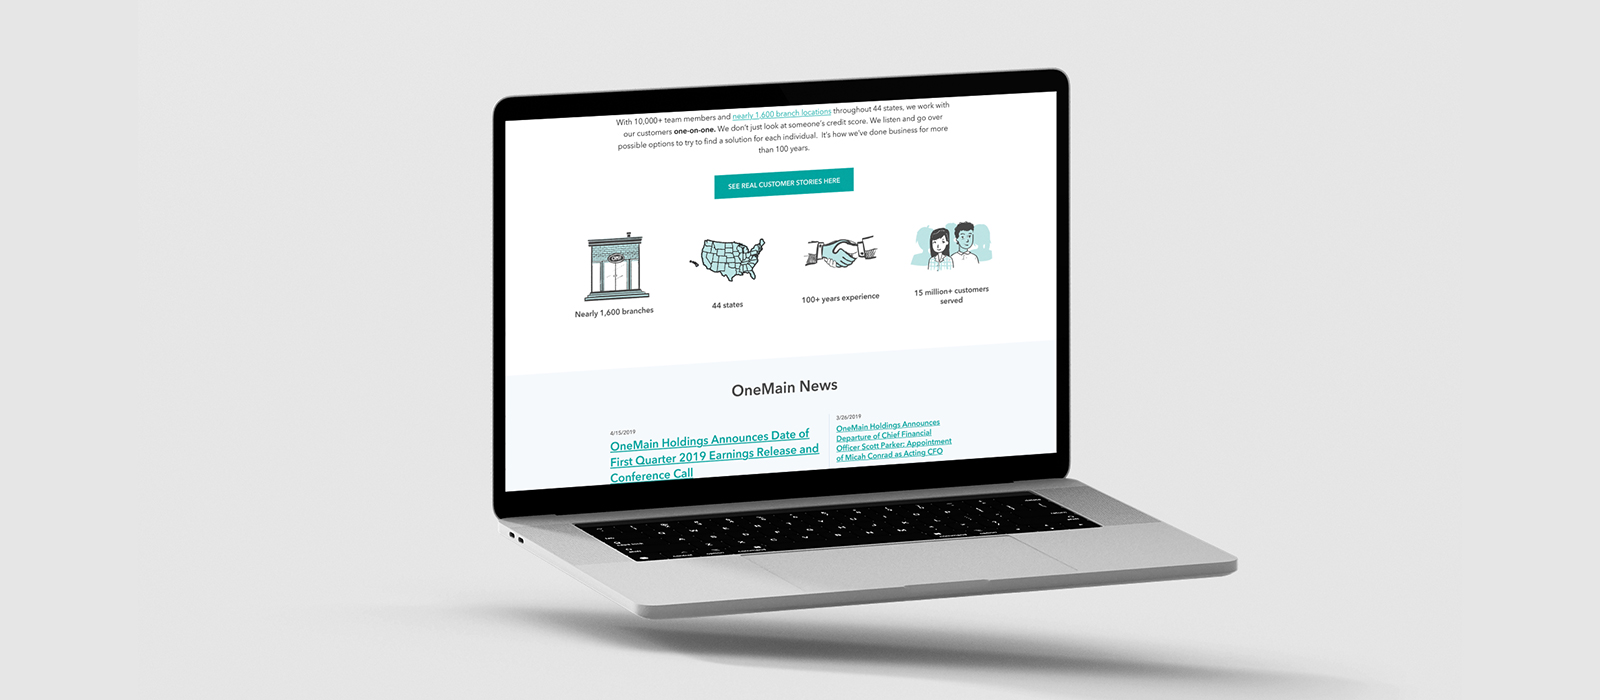 With 10,000+ team members and nearly 1,600 branch locations throughout 44 states, we work with
our customers one-on-one. We don't just look at someone's credit score. We listen and go over
possible options to try to find a solution for each individual. It's how we've done business for more
than 100 years.
SEE REAL CUSTOMER STORIES HERE
Nearly 1,600 branches
44 states
100+ years experience
15 million+ customers
served
OneMain News
4/15/2019
OneMain Holdings Announces Date of
First Quarter 2019 Earnings Release and
Conference Call
3/26/2019
OneMain Holdings Announces
Departure of Chief Financial
Officer Scott Parker; Appointment
of Micah Conrad as Acting CFO